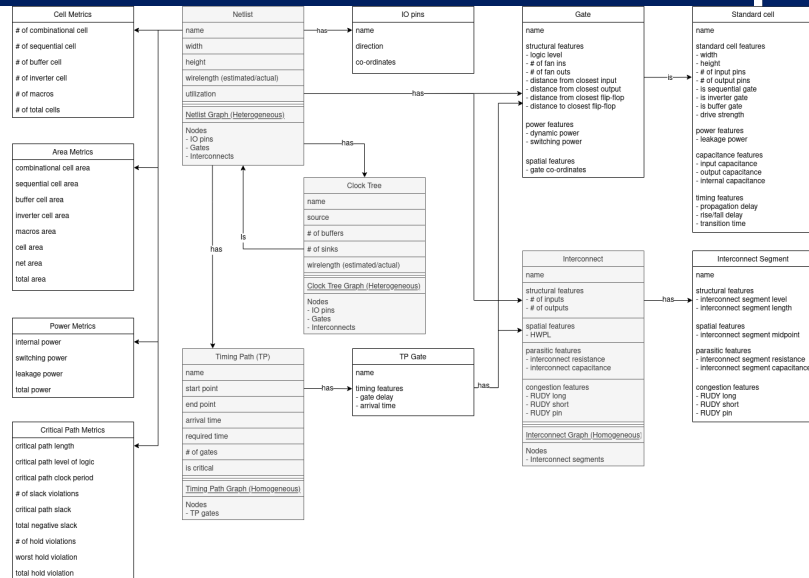 Cell Metrics
# of combinational cell
# of sequential cell
# of buffer cell
# of inverter cell
# of macros
# of total cells
Area Metrics
combinational cell area
sequential cell area
buffer cell area
inverter cell area
macros area
cell area
net area
total area
Power Metrics
internal power
switching power
leakage power
total power
Critical Path Metrics
critical path length
critical path level of logic
critical path clock period
# of slack violations
critical path slack
total negative slack
# of hold violations
worst hold violation
total hold violation
Netlist
name
width
height
wirelength (estimated/actual)
utilization
Netlist Graph (Heterogeneous)
Nodes
- IO pins
- Gates
- Interconnects
has
has
has
Is
has
IO pins
name
direction
co-ordinates
Clock Tree
name
source
# of buffers
# of sinks
wirelength (estimated/actual)
Clock Tree Graph (Heterogeneous)
Nodes
- IO pins
- Gates
- Interconnects
Timing Path (TP)
name
start point
end point
arrival time
required time
# of gates
is critical
Timing Path Graph (Homogeneous)
Nodes
- TP gates
has
TP Gate
name
timing features
- gate delay
- arrival time
has
Gate
name
structural features
- logic level
- # of fan ins
- # of fan outs
- distance from closest input
- distance from closest output
- distance from closest flip-flop
- distance to closest flip-flop
power features
- dynamic power
- switching power
spatial features
- gate co-ordinates
is
Standard cell
name
standard cell features
- width
- height
- # of input pins
- # of output pins
- is sequential gate
- is inverter gate
- is buffer gate
- drive strength
power features
- leakage power
capacitance features
- input capacitance
- output capacitance
- internal capacitance
timing features
- propagation delay
- rise/fall delay
- transition time
Interconnect
name
structural features
- # of inputs
- # of outputs
spatial features
- HWPL
parasitic features
- interconnect resistance
- interconnect capacitance
congestion features
- RUDY long
- RUDY short
- RUDY pin
Interconnect Graph (Homogeneous)
Nodes
- Interconnect segments
has
Interconnect Segment
name
structural features
- interconnect segment level
- interconnect segment length
spatial features
- interconnect segment midpoint
parasitic features
- interconnect segment resistance
- interconnect segment capacitance
congestion features
- RUDY long
- RUDY short
- RUDY pin